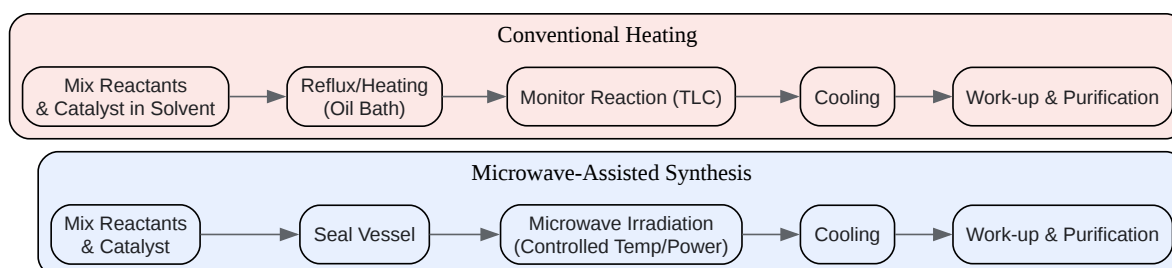 Conventional Heating
Mix Reactants
& Catalyst in Solvent
Reflux/Heating
(Oil Bath)
Monitor Reaction (TLC)
Cooling
Work-up & Purification
Microwave-Assisted Synthesis
Mix Reactants
& Catalyst
Seal Vessel
Microwave Irradiation
(Controlled Temp/Power)
Cooling
Work-up & Purification